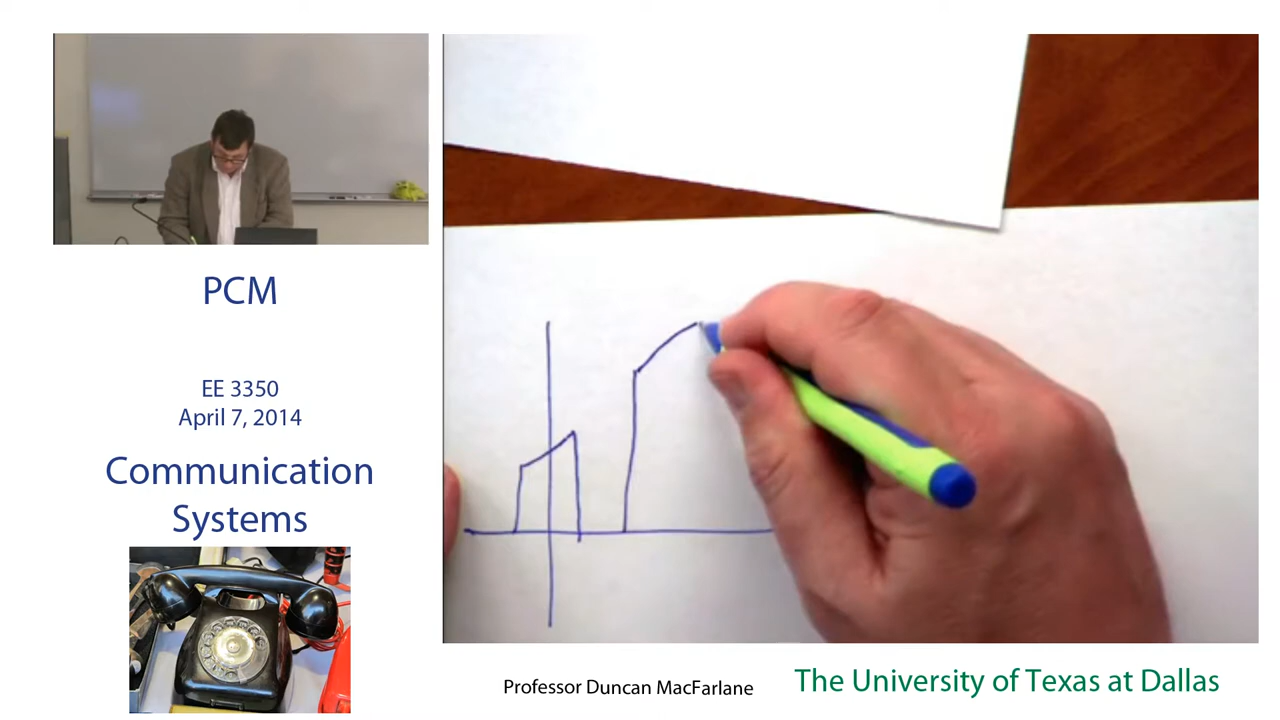 PCM
EE 3350
April 7, 2014
Communication
Systems
Professor Duncan MacFarlane
The University of Texas at Dallas